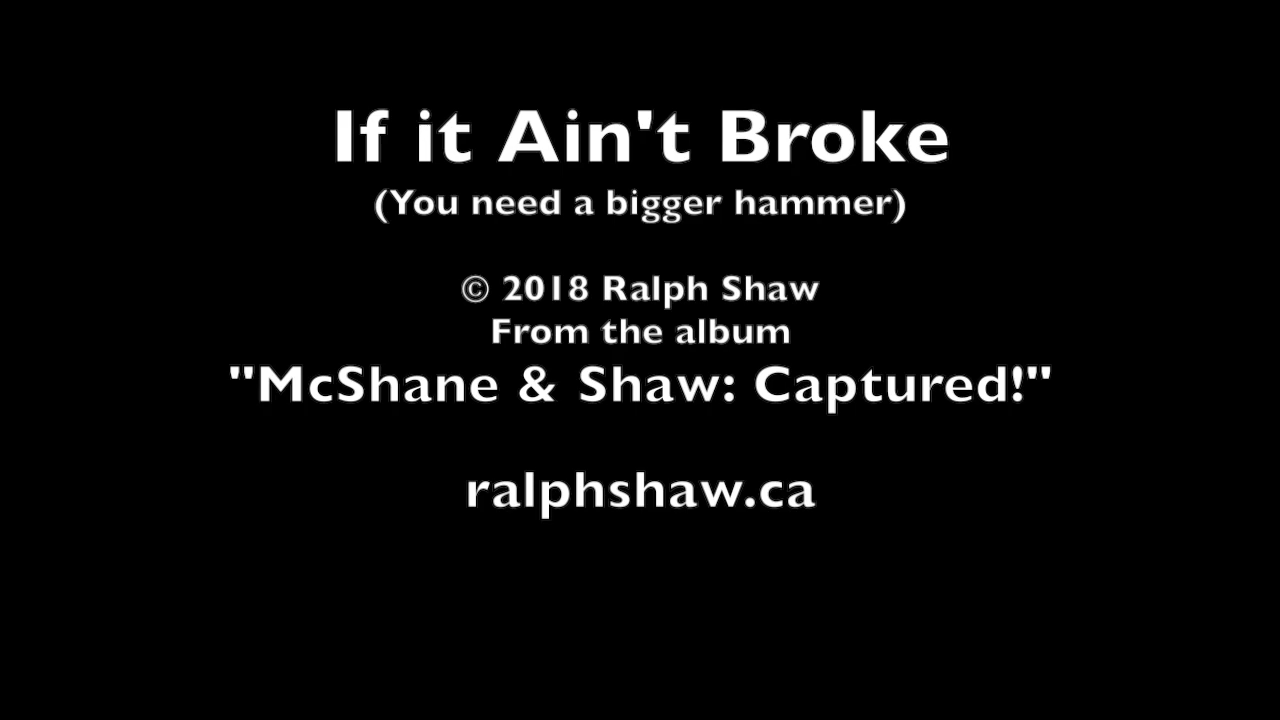 If it Ain't Broke
(You need a bigger hammer)
© 2018 Ralph Shaw
From the album
"McShane & Shaw: Captured!"
ralphshaw.ca